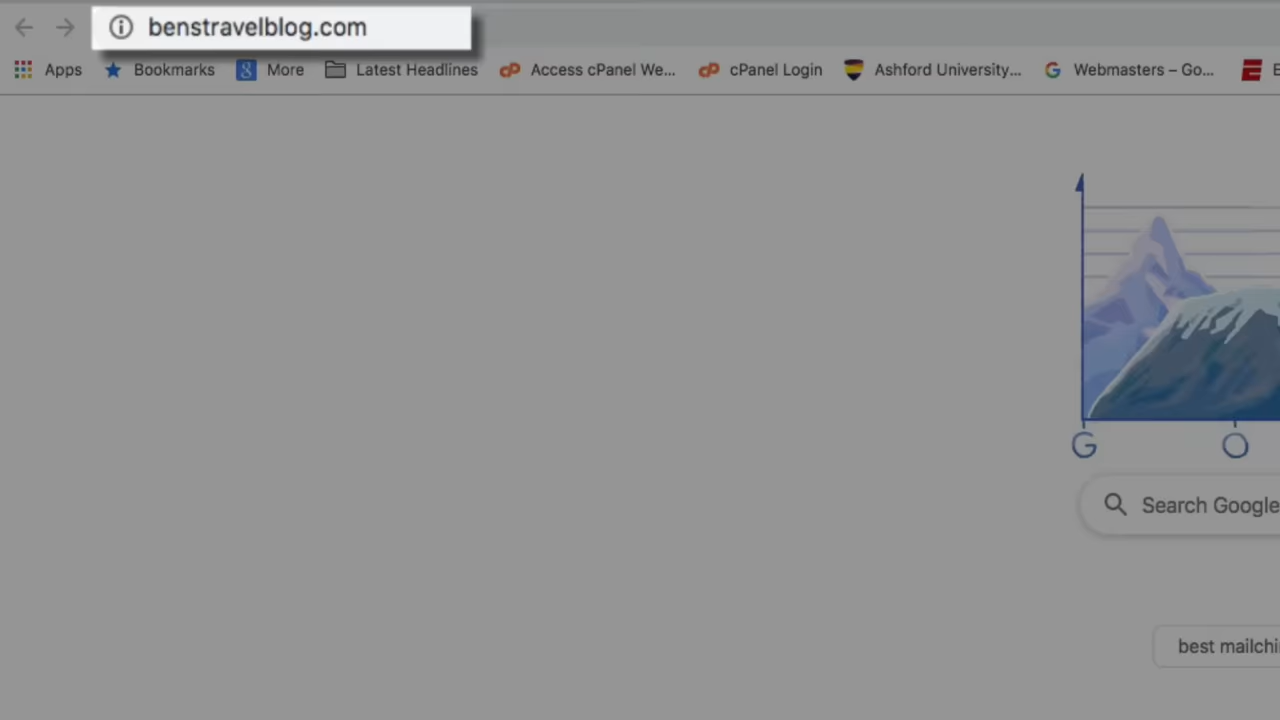 benstravelblog.com
Apps Bookmarks More Latest Headlines Access cPanel We... cPanel Login Ashford University... Webmasters – Go...
G O
Search Google
best mailchi